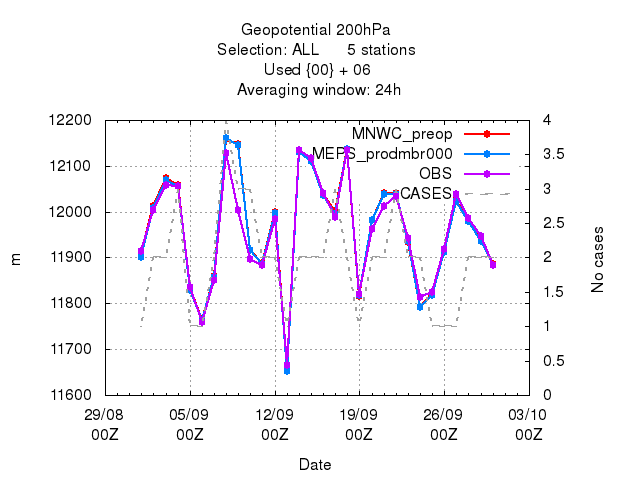 Geopotential 200hPa
Selection: ALL 5 stations
Used {00} + 06
Averaging window: 24h
12200
12100
12000
11900
11800
11700
11600
m
4
3.5
3
2.5
2
1.5
1
0.5
0
No cases
MNWC_preop
MEPS_prodmbr000
OBS
CASES
29/08 05/09 12/09 19/09 26/09 03/10
00Z 00Z 00Z 00Z 00Z 00Z
Date